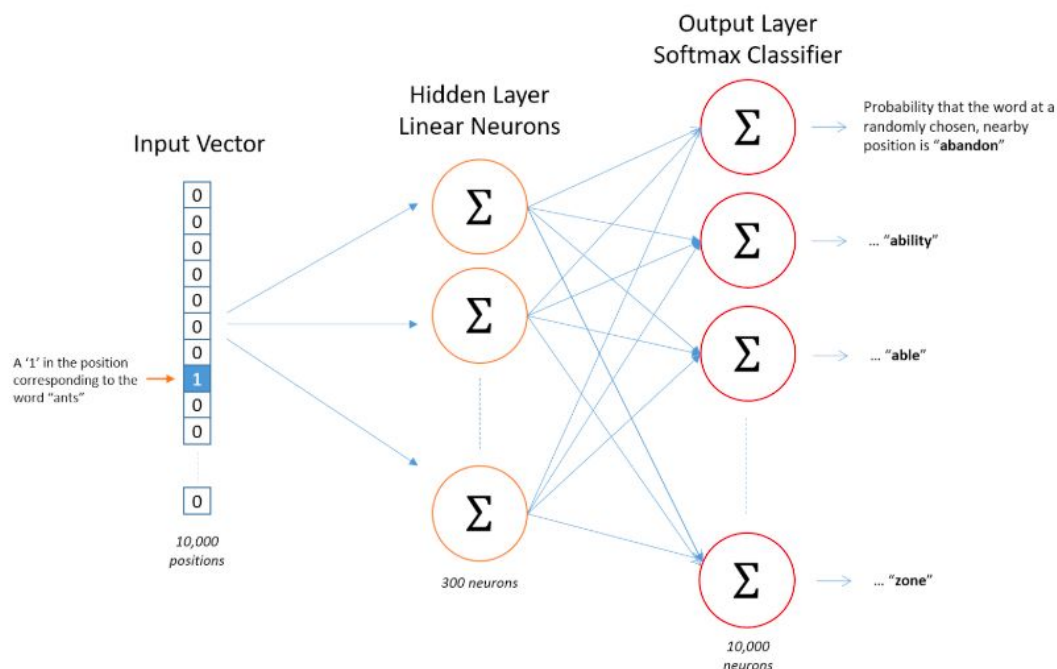 Output Layer
Softmax Classifier
Hidden Layer
Linear Neurons
Input Vector
0
0
0
0
0
0
0
1
0
0
0
A ‘1’ in the position
corresponding to the
word “ants”
10,000
positions
Σ
Σ
Σ
300 neurons
Σ
Σ
Σ
Σ
10,000
neurons
Probability that the word at a
randomly chosen, nearby
position is “abandon”
... “ability”
... “able”
... “zone”